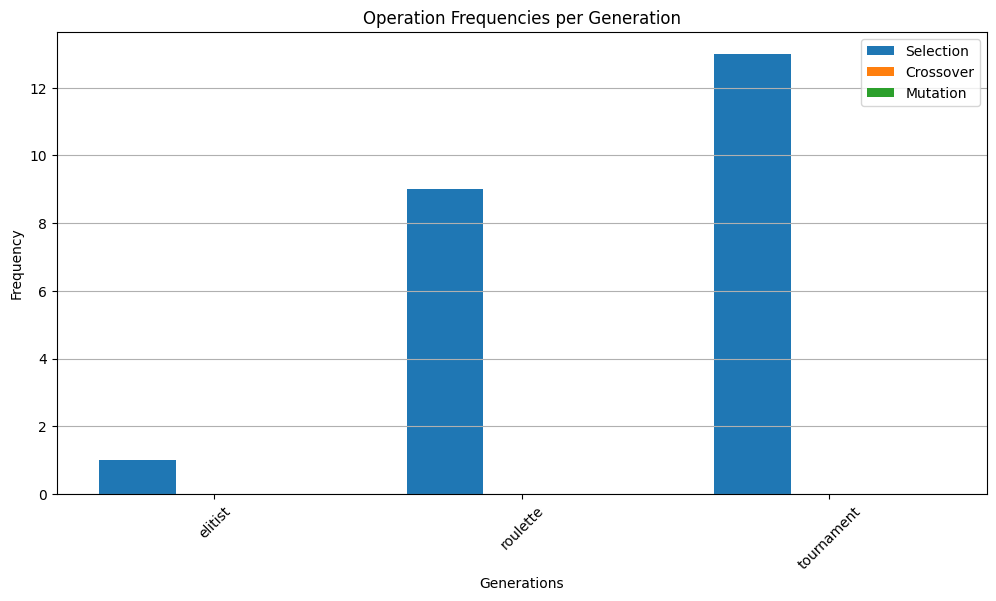 Operation Frequencies per Generation
Selection
Crossover
Mutation
Frequency
12
10
8
6
4
2
0
elitist
roulette
tournament
Generations